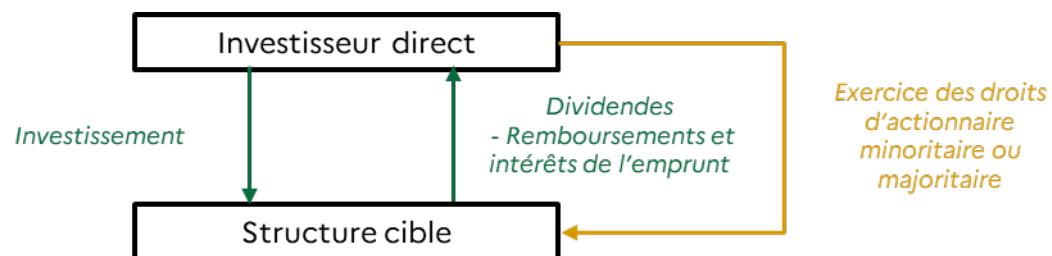 Investisseur direct
Investissement
Dividendes
- Remboursements et
intérêts de l'emprunt
Exercice des droits
d'actionnaire
minoritaire ou
majoritaire
Structure cible